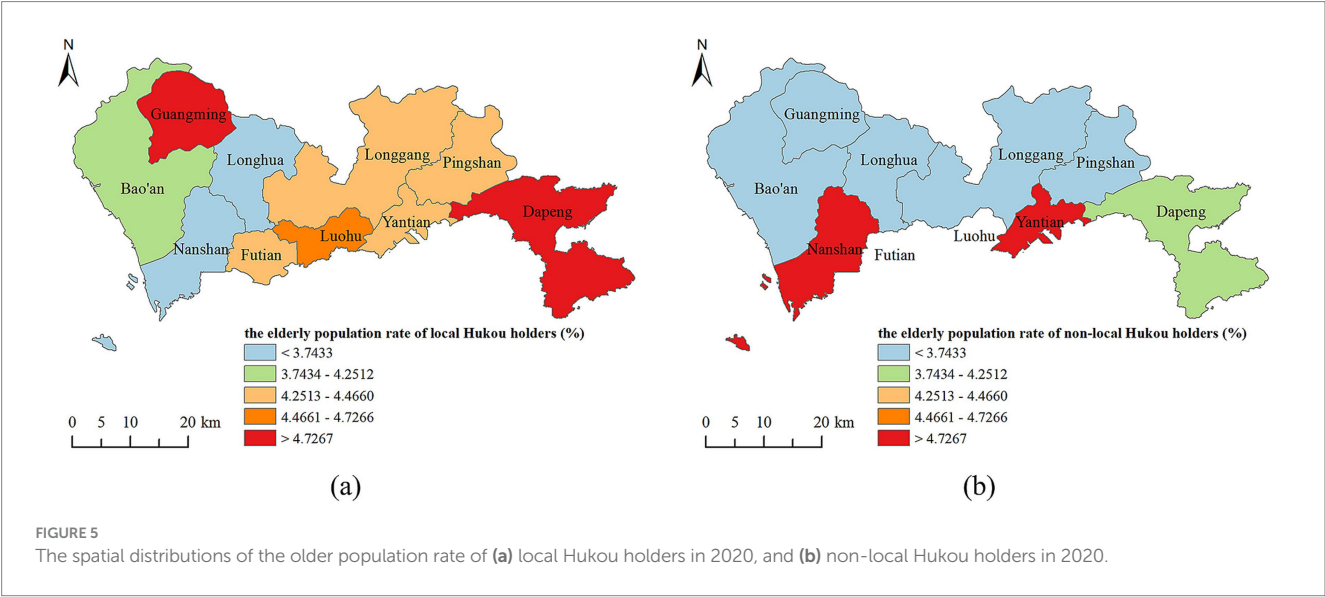 N
Guangming
Longhua
Longgang
Pingshan
Bao'an
Dapeng
Yantian
Luohu
Nanshan
Futian
the elderly population rate of local Hukou holders (%)
< 3.7433
3.7434 - 4.2512
4.2513 - 4.4660
4.4661 - 4.7266
> 4.7267
0 10 20 km
(a)
N
Guangming
Longhua
Longgang
Pingshan
Bao'an
Dapeng
Yantian
Luohu
Nanshan
Futian
the elderly population rate of non-local Hukou holders (%)
< 3.7433
3.7434 - 4.2512
4.2513 - 4.4660
4.4661 - 4.7266
> 4.7267
0 10 20 km
(b)
FIGURE 5
The spatial distributions of the older population rate of (a) local Hukou holders in 2020, and (b) non-local Hukou holders in 2020.